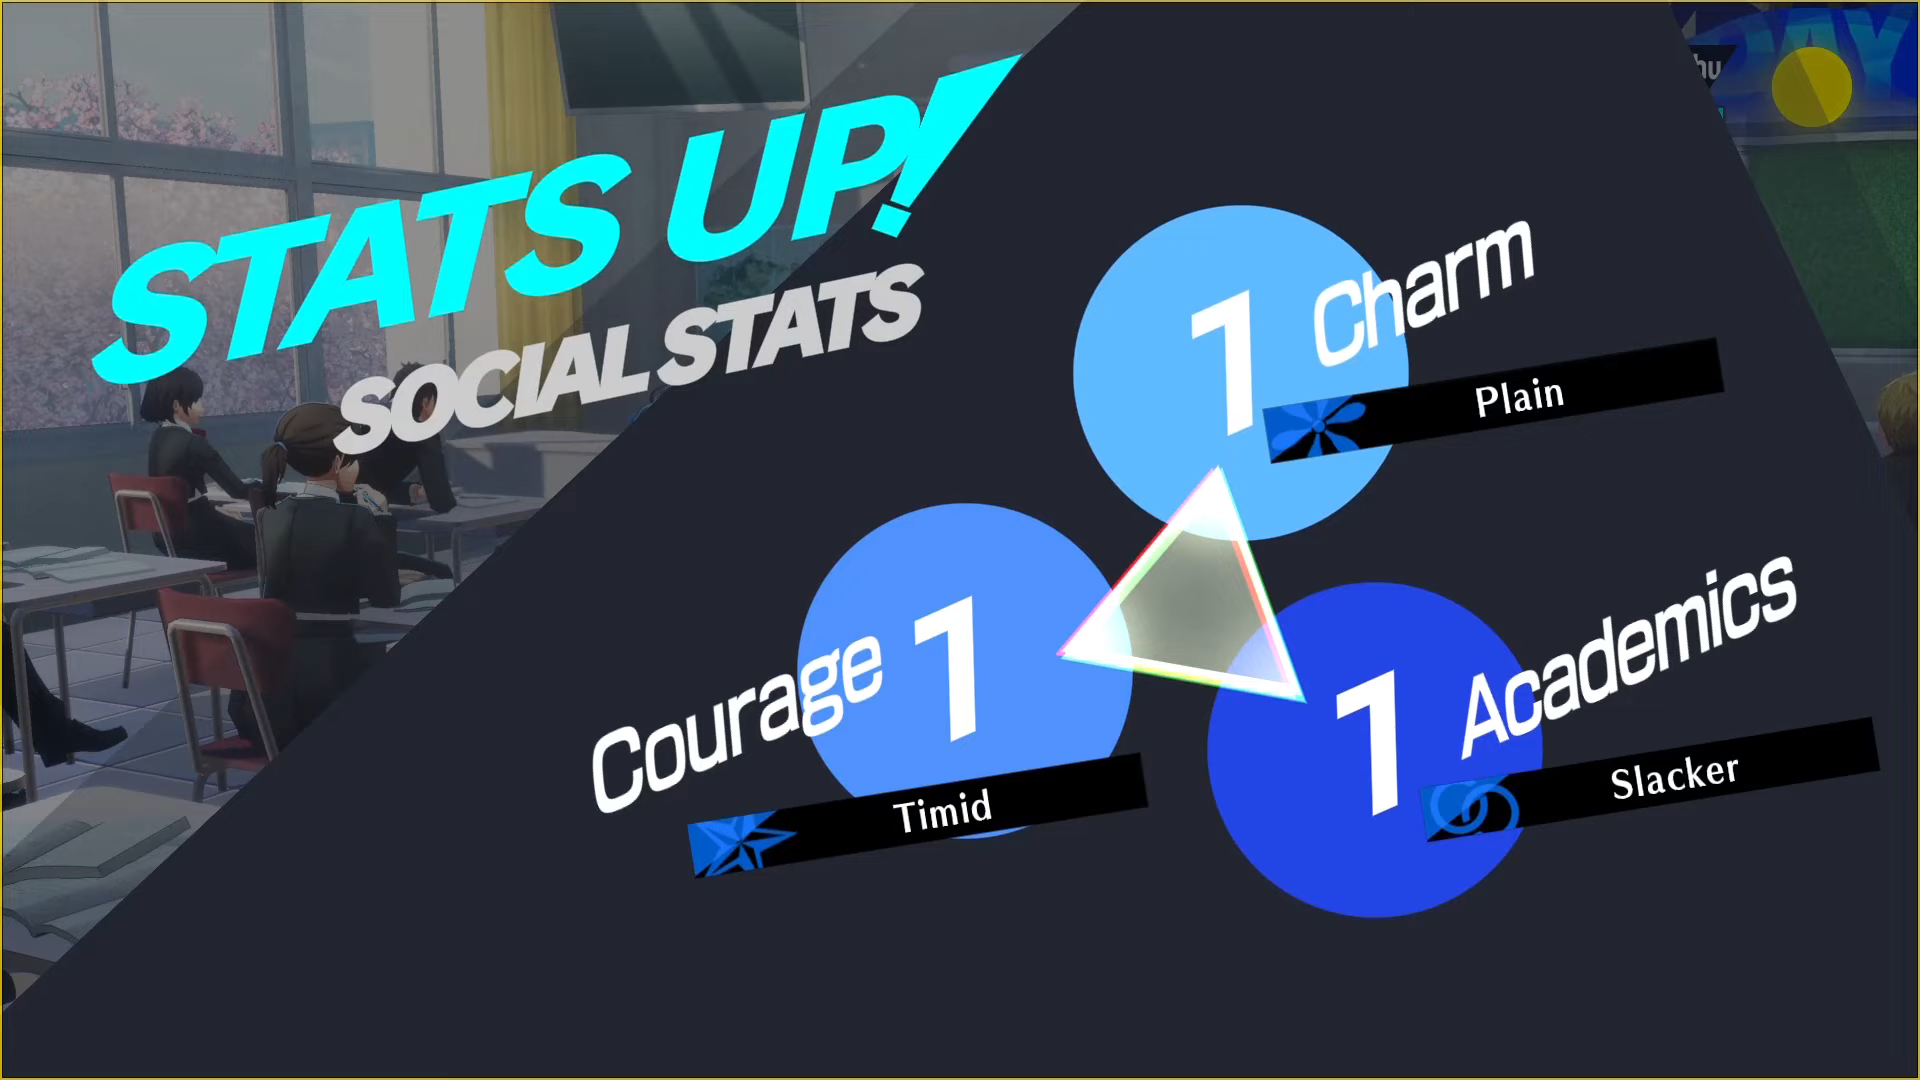 STATS UP!
SOCIAL STATS
1 Charm
Plain
Courage 1
Timid
1 Academics
Slacker